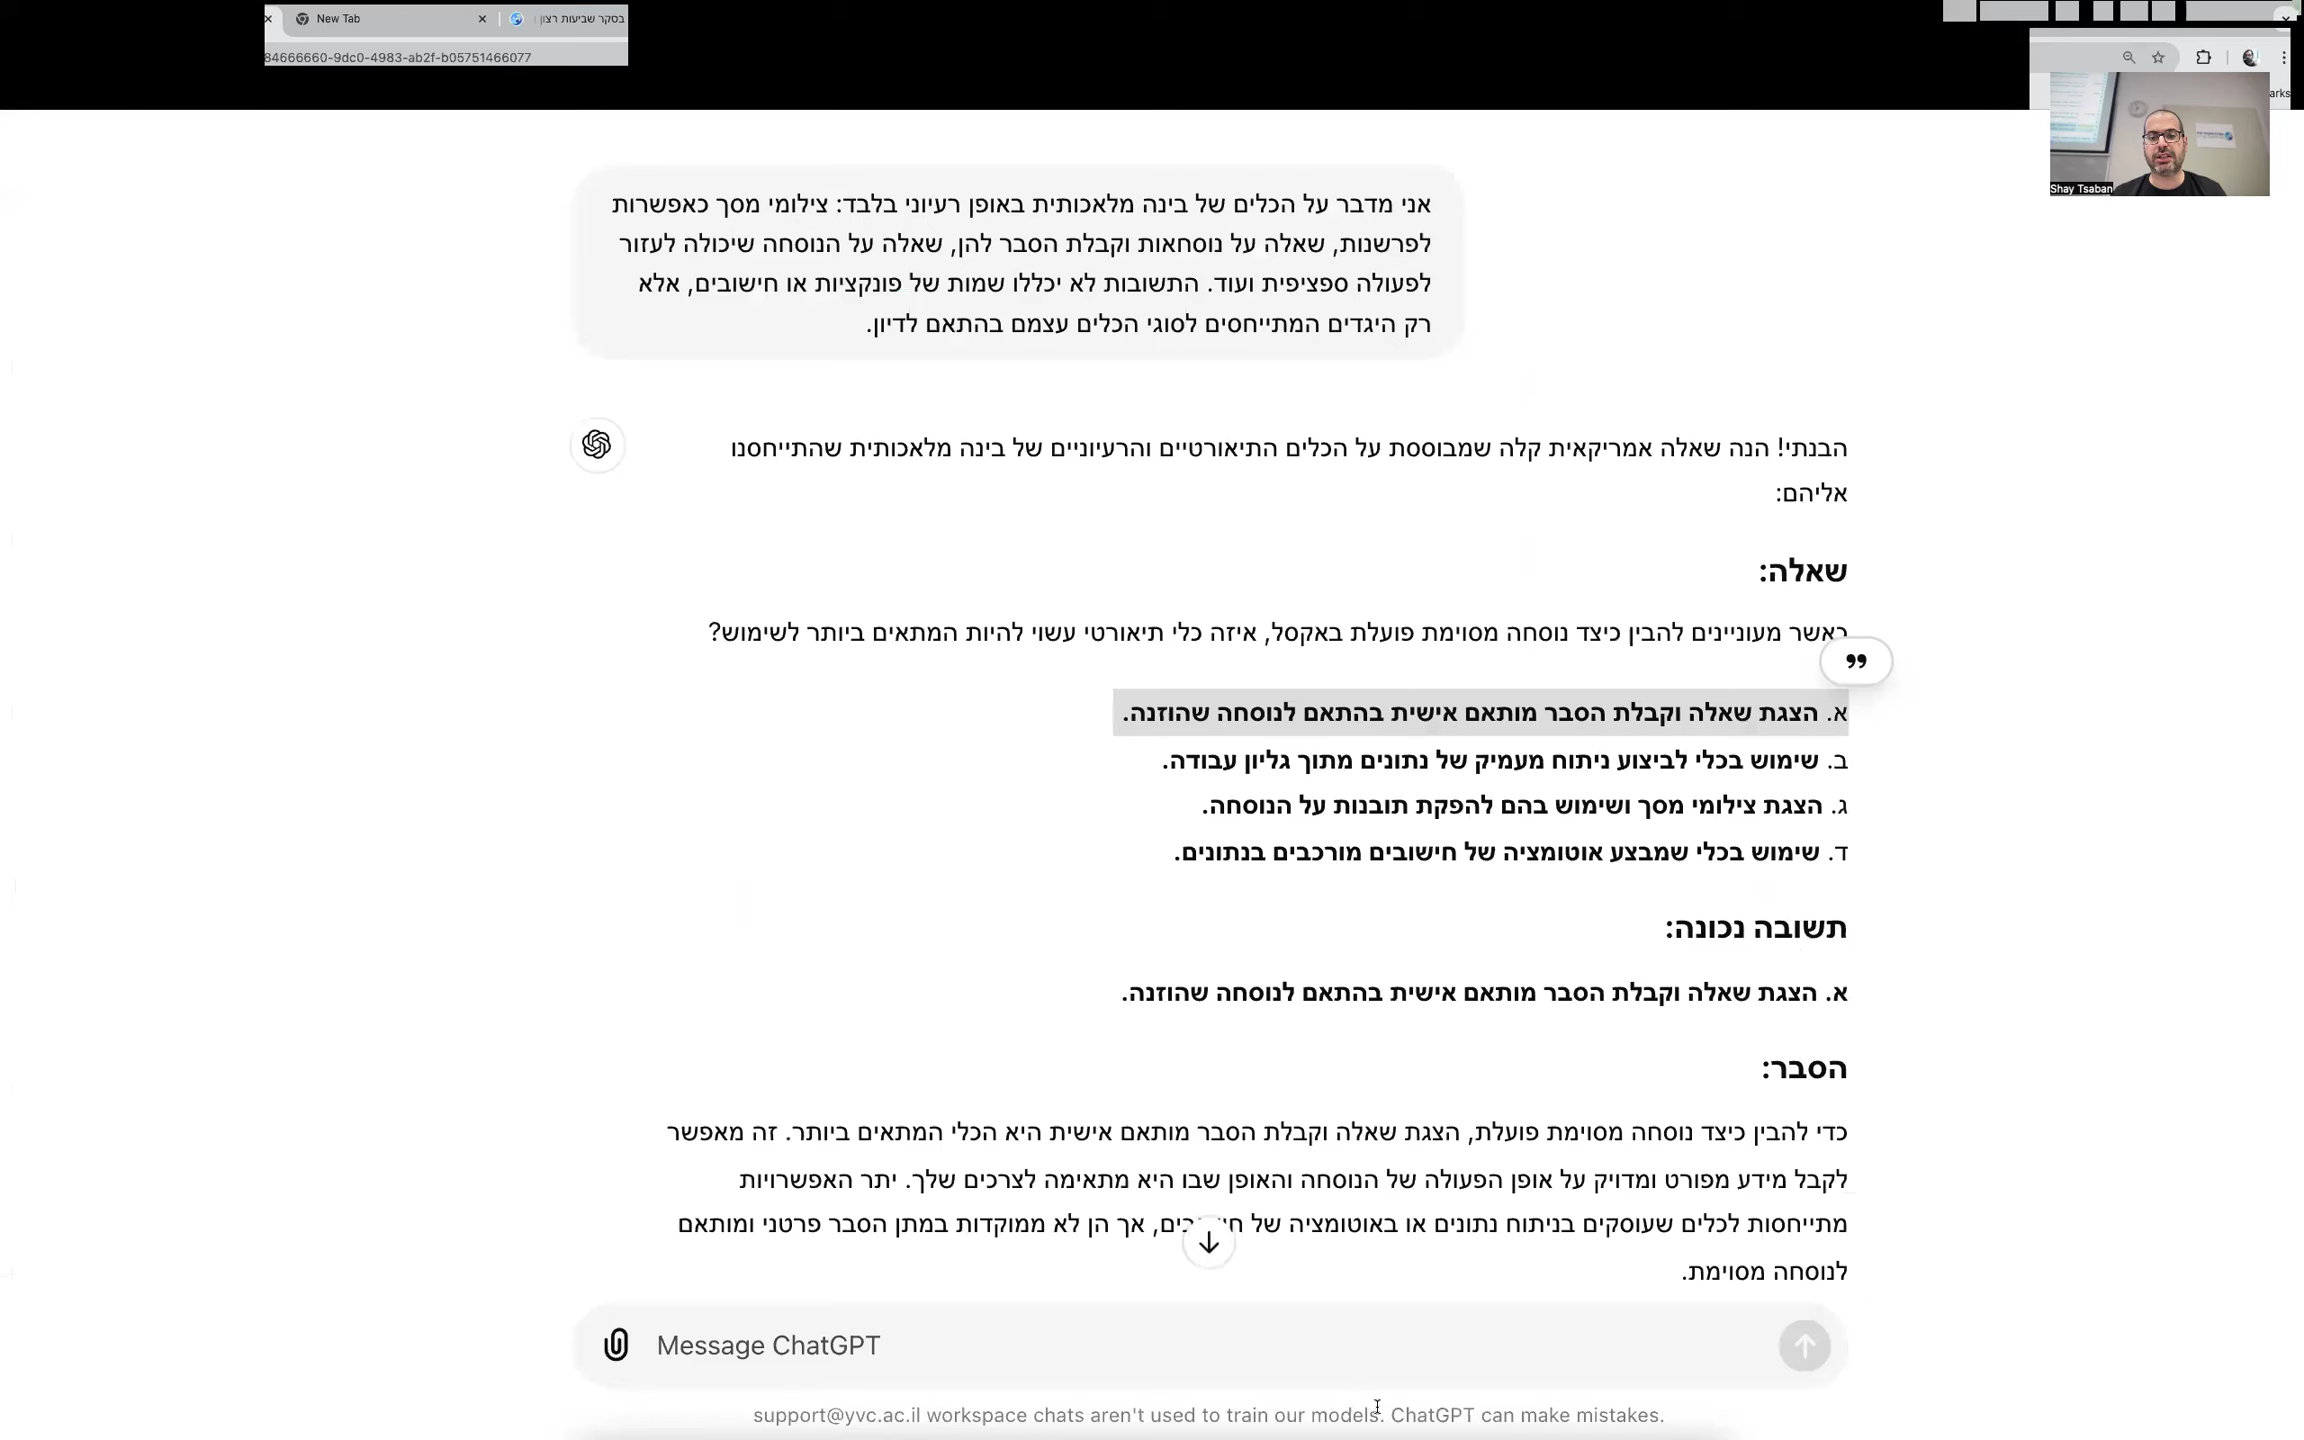 New Tab
בסקר שביעות רצון
84666660-9dc0-4983-ab2f-b05751466077
arks
Shay Tsaban
אני מדבר על הכלים של בינה מלאכותית באופן רעיוני בלבד: צילומי מסך כאפשרות
לפרשנות, שאלה על נוסחאות וקבלת הסבר להן, שאלה על הנוסחה שיכולה לעזור
לפעולה ספציפית ועוד. התשובות לא יכללו שמות של פונקציות או חישובים, אלא
רק היגדים המתייחסים לסוגי הכלים עצמם בהתאם לדיון.
הבנתי! הנה שאלה אמריקאית קלה שמבוססת על הכלים התיאורטיים והרעיוניים של בינה מלאכותית שהתייחסנו
אליהם:
שאלה:
כאשר מעוניינים להבין כיצד נוסחה מסוימת פועלת באקסל, איזה כלי תיאורטי עשוי להיות המתאים ביותר לשימוש?
א. הצגת שאלה וקבלת הסבר מותאם אישית בהתאם לנוסחה שהוזנה.
ב. שימוש בכלי לביצוע ניתוח מעמיק של נתונים מתוך גליון עבודה.
ג. הצגת צילומי מסך ושימוש בהם להפקת תובנות על הנוסחה.
ד. שימוש בכלי שמבצע אוטומציה של חישובים מורכבים בנתונים.
תשובה נכונה:
א. הצגת שאלה וקבלת הסבר מותאם אישית בהתאם לנוסחה שהוזנה.
הסבר:
כדי להבין כיצד נוסחה מסוימת פועלת, הצגת שאלה וקבלת הסבר מותאם אישית היא הכלי המתאים ביותר. זה מאפשר
לקבל מידע מפורט ומדויק על אופן הפעולה של הנוסחה והאופן שבו היא מתאימה לצרכים שלך. יתר האפשרויות
מתייחסות לכלים שעוסקים בניתוח נתונים או באוטומציה של חישובים, אך הן לא ממוקדות במתן הסבר פרטני ומותאם
לנוסחה מסוימת.
Message ChatGPT
support@yvc.ac.il workspace chats aren't used to train our models. ChatGPT can make mistakes.